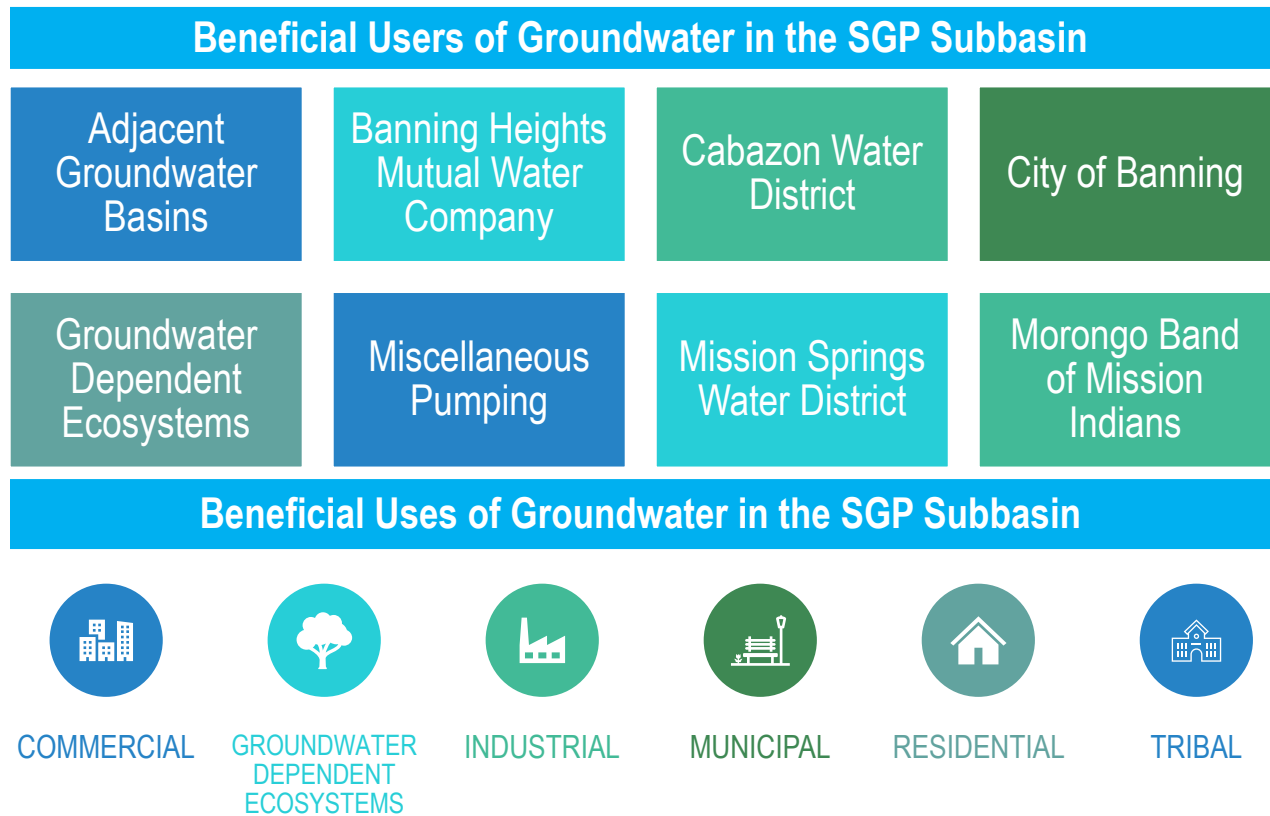 Beneficial Users of Groundwater in the SGP Subbasin
Adjacent
Groundwater
Basins
Banning Heights
Mutual Water
Company
Cabazon Water
District
City of Banning
Groundwater
Dependent
Ecosystems
Miscellaneous
Pumping
Mission Springs
Water District
Morongo Band
of Mission
Indians
Beneficial Uses of Groundwater in the SGP Subbasin
COMMERCIAL
GROUNDWATER
DEPENDENT
ECOSYSTEMS
INDUSTRIAL
MUNICIPAL
RESIDENTIAL
TRIBAL